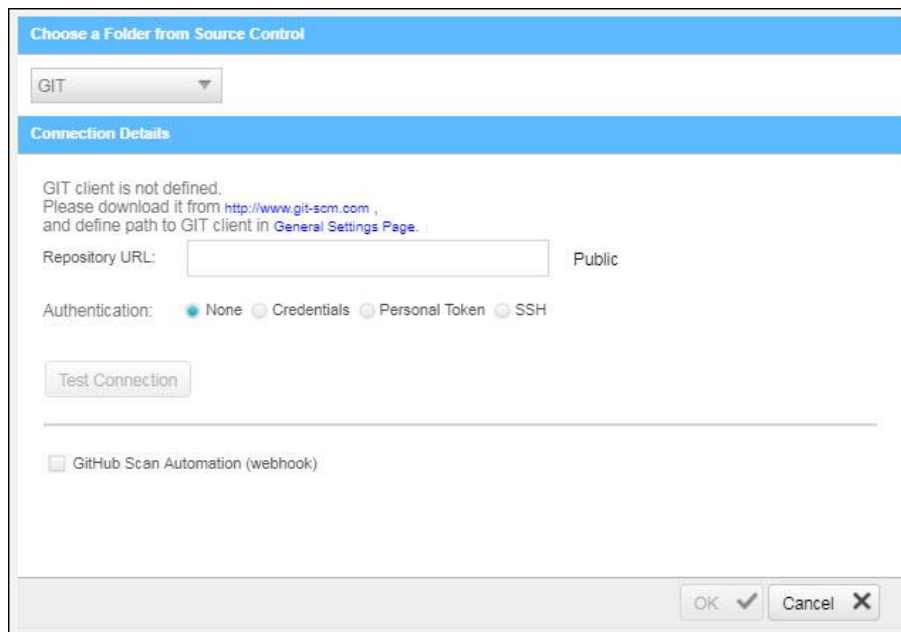 Choose a Folder from Source Control
GIT
Connection Details
GIT client is not defined.
Please download it from http://www.git-scm.com ,
and define path to GIT client in General Settings Page.
Repository URL: Public
Authentication: None Credentials Personal Token SSH
Test Connection
GitHub Scan Automation (webhook)
OK Cancel